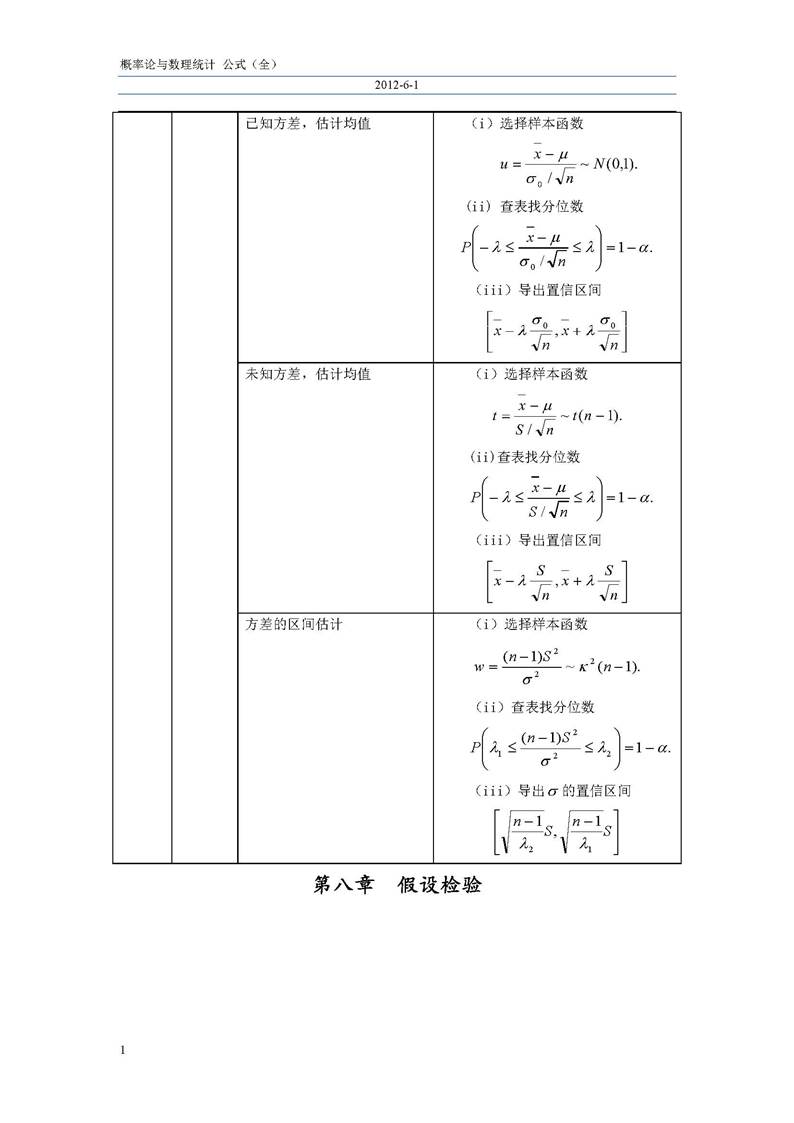 概率论与数理统计 公式（全）
2012-6-1
已知方差，估计均值
（i）选择样本函数
u = \frac{\bar{x} - \mu}{\sigma_0 / \sqrt{n}} ~ N(0,1).
(ii) 查表找分位数
P\left( -\lambda \leq \frac{\bar{x} - \mu}{\sigma_0 / \sqrt{n}} \leq \lambda \right) = 1 - \alpha.
（iii）导出置信区间
\left[ \bar{x} - \lambda \frac{\sigma_0}{\sqrt{n}}, \bar{x} + \lambda \frac{\sigma_0}{\sqrt{n}} \right]
未知方差，估计均值
（i）选择样本函数
t = \frac{\bar{x} - \mu}{S / \sqrt{n}} ~ t(n - 1).
(ii)查表找分位数
P\left( -\lambda \leq \frac{\bar{x} - \mu}{S / \sqrt{n}} \leq \lambda \right) = 1 - \alpha.
（iii）导出置信区间
\left[ \bar{x} - \lambda \frac{S}{\sqrt{n}}, \bar{x} + \lambda \frac{S}{\sqrt{n}} \right]
方差的区间估计
（i）选择样本函数
w = \frac{(n - 1)S^2}{\sigma^2} ~ \kappa^2 (n - 1).
（ii）查表找分位数
P\left( \lambda_1 \leq \frac{(n - 1)S^2}{\sigma^2} \leq \lambda_2 \right) = 1 - \alpha.
（iii）导出 σ 的置信区间
\left[ \sqrt{\frac{n - 1}{\lambda_2}} S, \sqrt{\frac{n - 1}{\lambda_1}} S \right]
第八章 假设检验
1